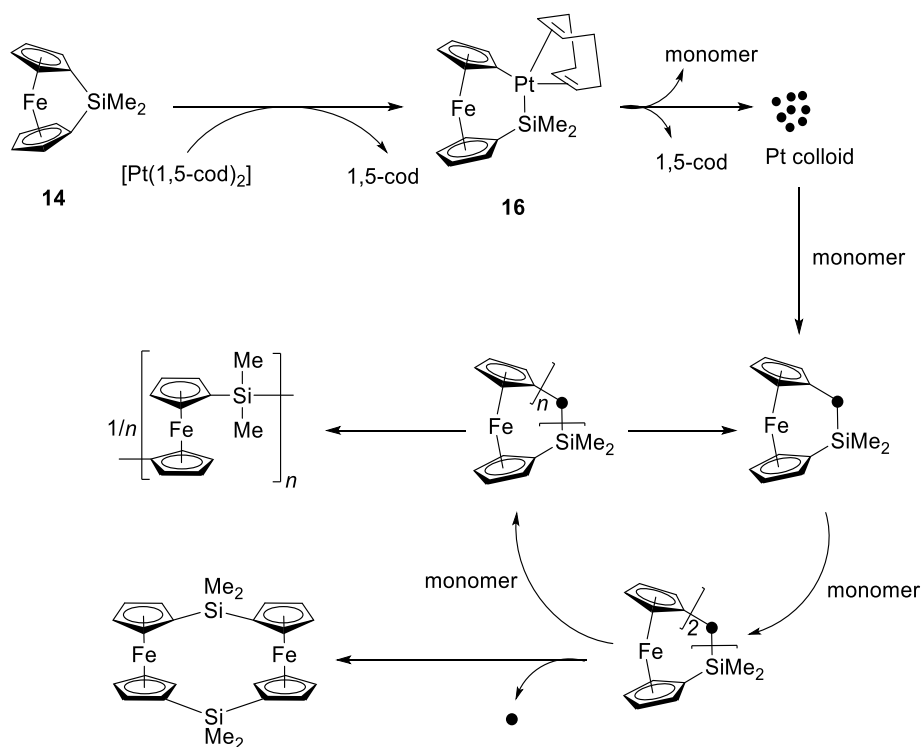 14
Fe
SiMe2
[Pt(1,5-cod)2]
1,5-cod
16
Fe
Pt
SiMe2
monomer
1,5-cod
Pt colloid
monomer
1/n
Me
Si
Me
Fe
n
Fe
n
SiMe2
Fe
SiMe2
monomer
monomer
Me2
Si
Fe
Fe
Si
Me2
Fe
2
SiMe2